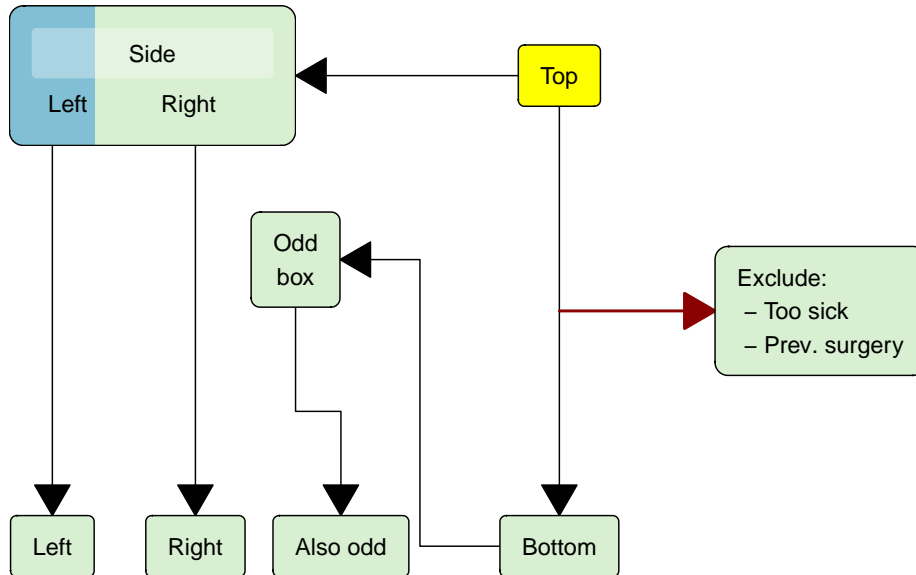 Side
Left Right
Top
Odd
box
Exclude:
– Too sick
– Prev. surgery
Left
Right
Also odd
Bottom